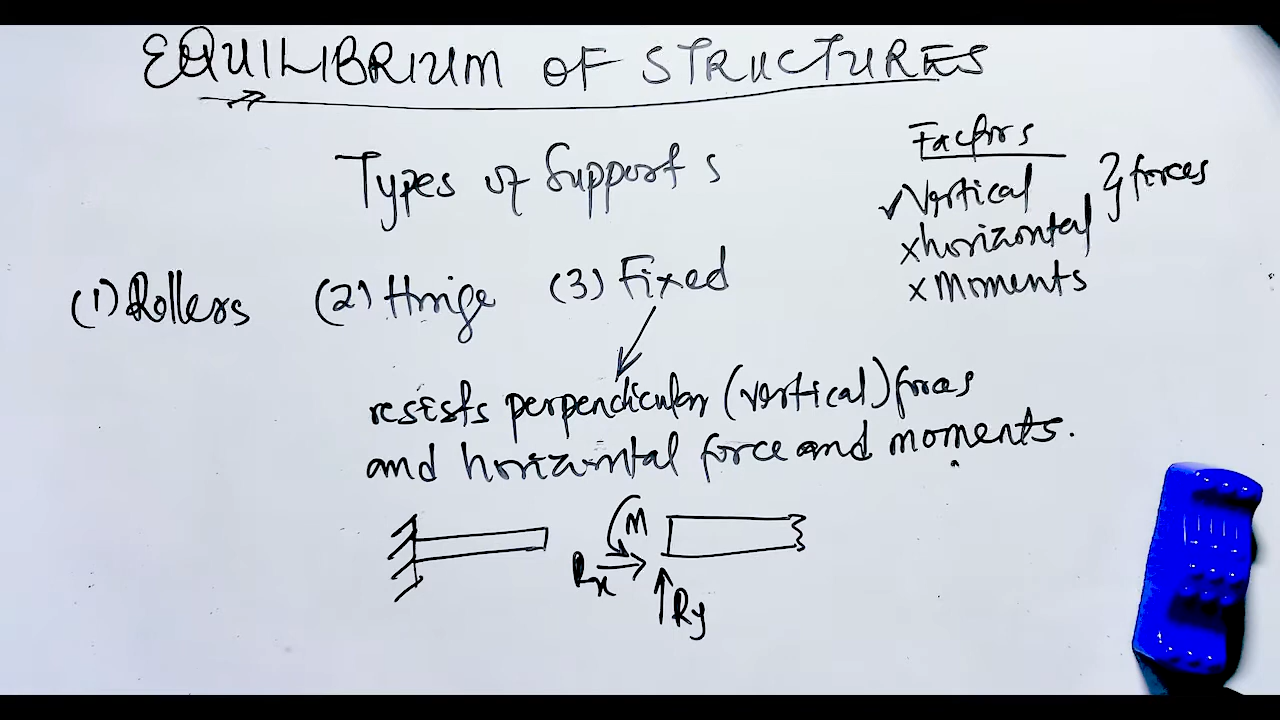 EQUILIBRIUM OF STRUCTURES
Types of Supports
Factors
✓Vertical
xhorizontal
} forces
x Moments
(1) Rollers (2) Hinge (3) Fixed
resists perpendicular (vertical) forces
and horizontal force and moments.
M
Rx
Ry